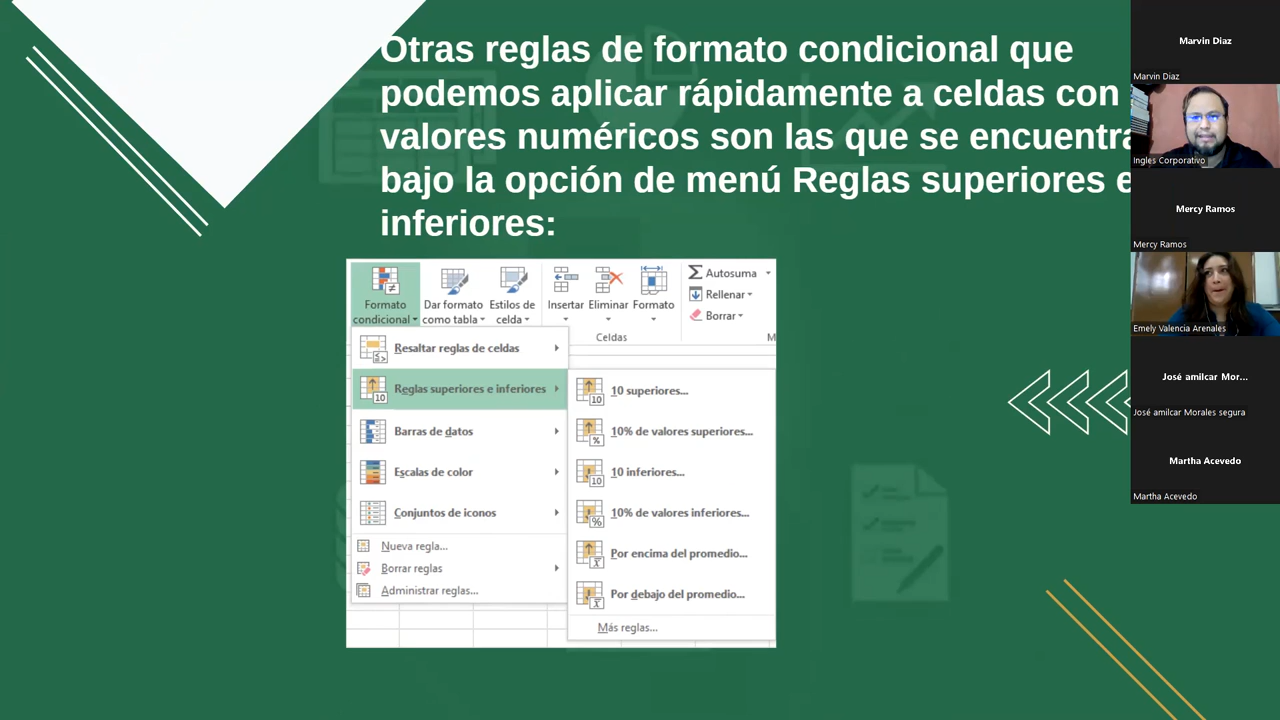 Otras reglas de formato condicional que
podemos aplicar rápidamente a celdas con
valores numéricos son las que se encuentra
bajo la opción de menú Reglas superiores e
inferiores:
Formato
condicional
Dar formato
como tabla
Estilos de
celda
Insertar
Eliminar
Formato
Celdas
Autosuma
Rellenar
Borrar
M
Resaltar reglas de celdas
Reglas superiores e inferiores
Barras de datos
Escalas de color
Conjuntos de iconos
Nueva regla...
Borrar reglas
Administrar reglas...
10 superiores...
10% de valores superiores...
10 inferiores...
10% de valores inferiores...
Por encima del promedio...
Por debajo del promedio...
Más reglas...
Marvin Diaz
Marvin Diaz
Ingles Corporativo
Mercy Ramos
Mercy Ramos
Emely Valencia Arenales
José amilcar Mor...
José amilcar Morales segura
Martha Acevedo
Martha Acevedo